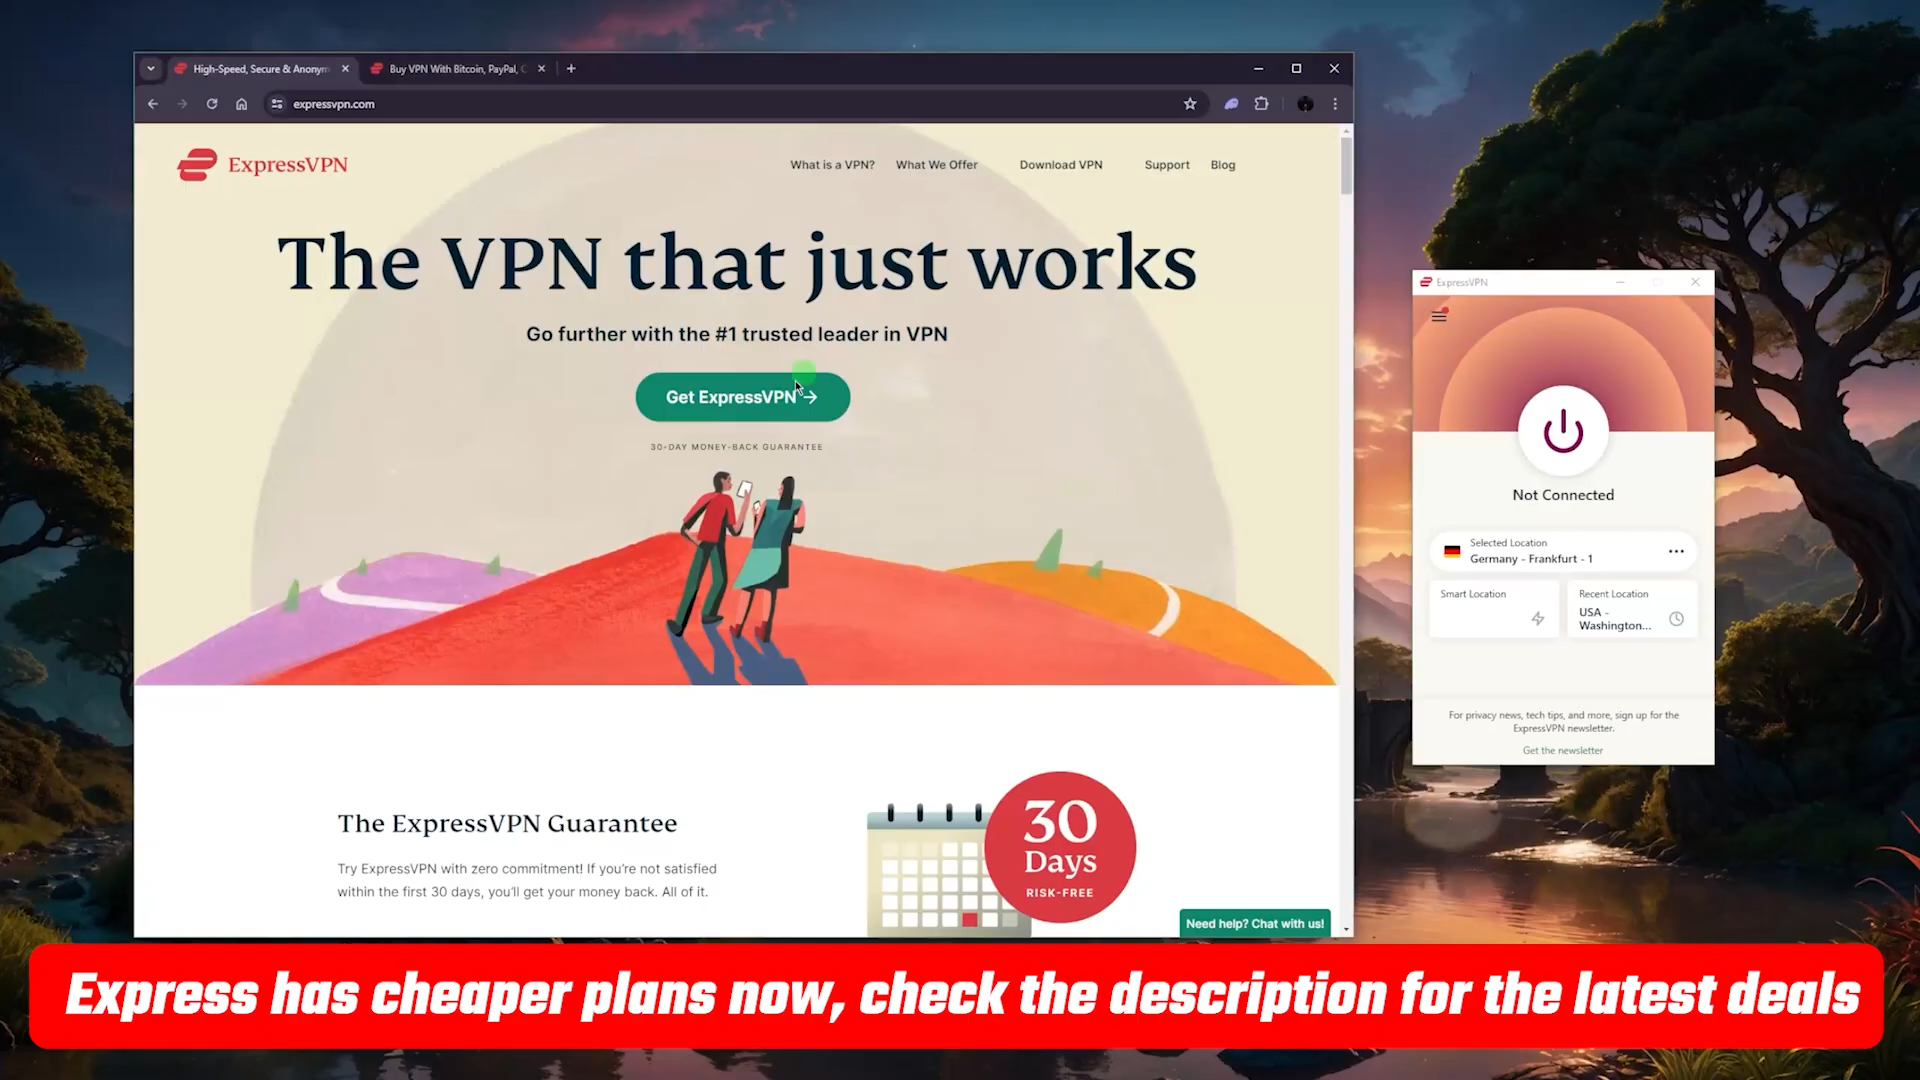 High-Speed, Secure & Anonym
Buy VPN With Bitcoin, PayPal, C
expressvpn.com
ExpressVPN
What is a VPN?
What We Offer
Download VPN
Support
Blog
The VPN that just works
Go further with the #1 trusted leader in VPN
Get ExpressVPN
30-DAY MONEY-BACK GUARANTEE
The ExpressVPN Guarantee
Try ExpressVPN with zero commitment! If you're not satisfied
within the first 30 days, you'll get your money back. All of it.
30
Days
RISK-FREE
Need help? Chat with us!
ExpressVPN
Not Connected
Selected Location
Germany - Frankfurt - 1
Smart Location
Recent Location
USA -
Washington...
For privacy news, tech tips, and more, sign up for the
ExpressVPN newsletter.
Get the newsletter
Express has cheaper plans now, check the description for the latest deals